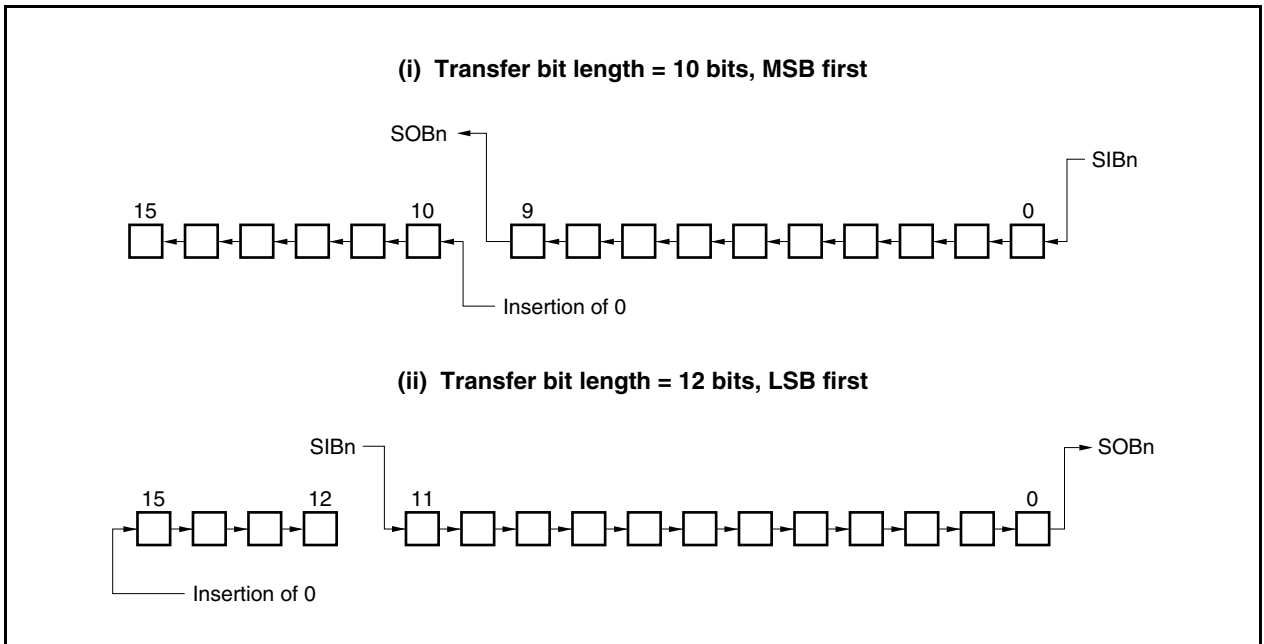 (i) Transfer bit length = 10 bits, MSB first
SOBn
SIBn
15
10
9
0
Insertion of 0
(ii) Transfer bit length = 12 bits, LSB first
SIBn
SOBn
15
12
11
0
Insertion of 0